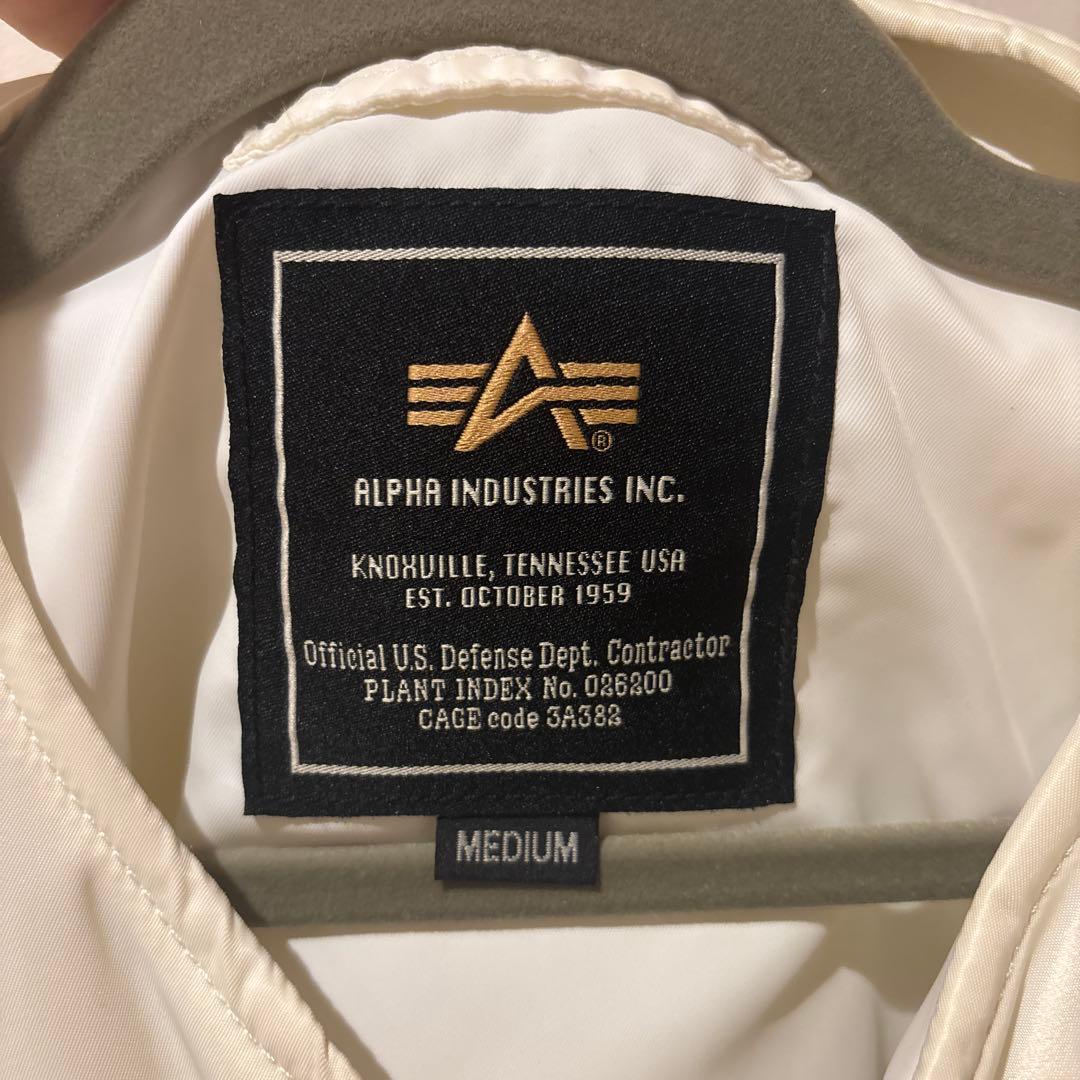 ®
ALPHA INDUSTRIES INC.
KNOXVILLE, TENNESSEE USA
EST. OCTOBER 1959
Official U.S. Defense Dept. Contractor
PLANT INDEX No. 026200
CAGE code 3A382
MEDIUM